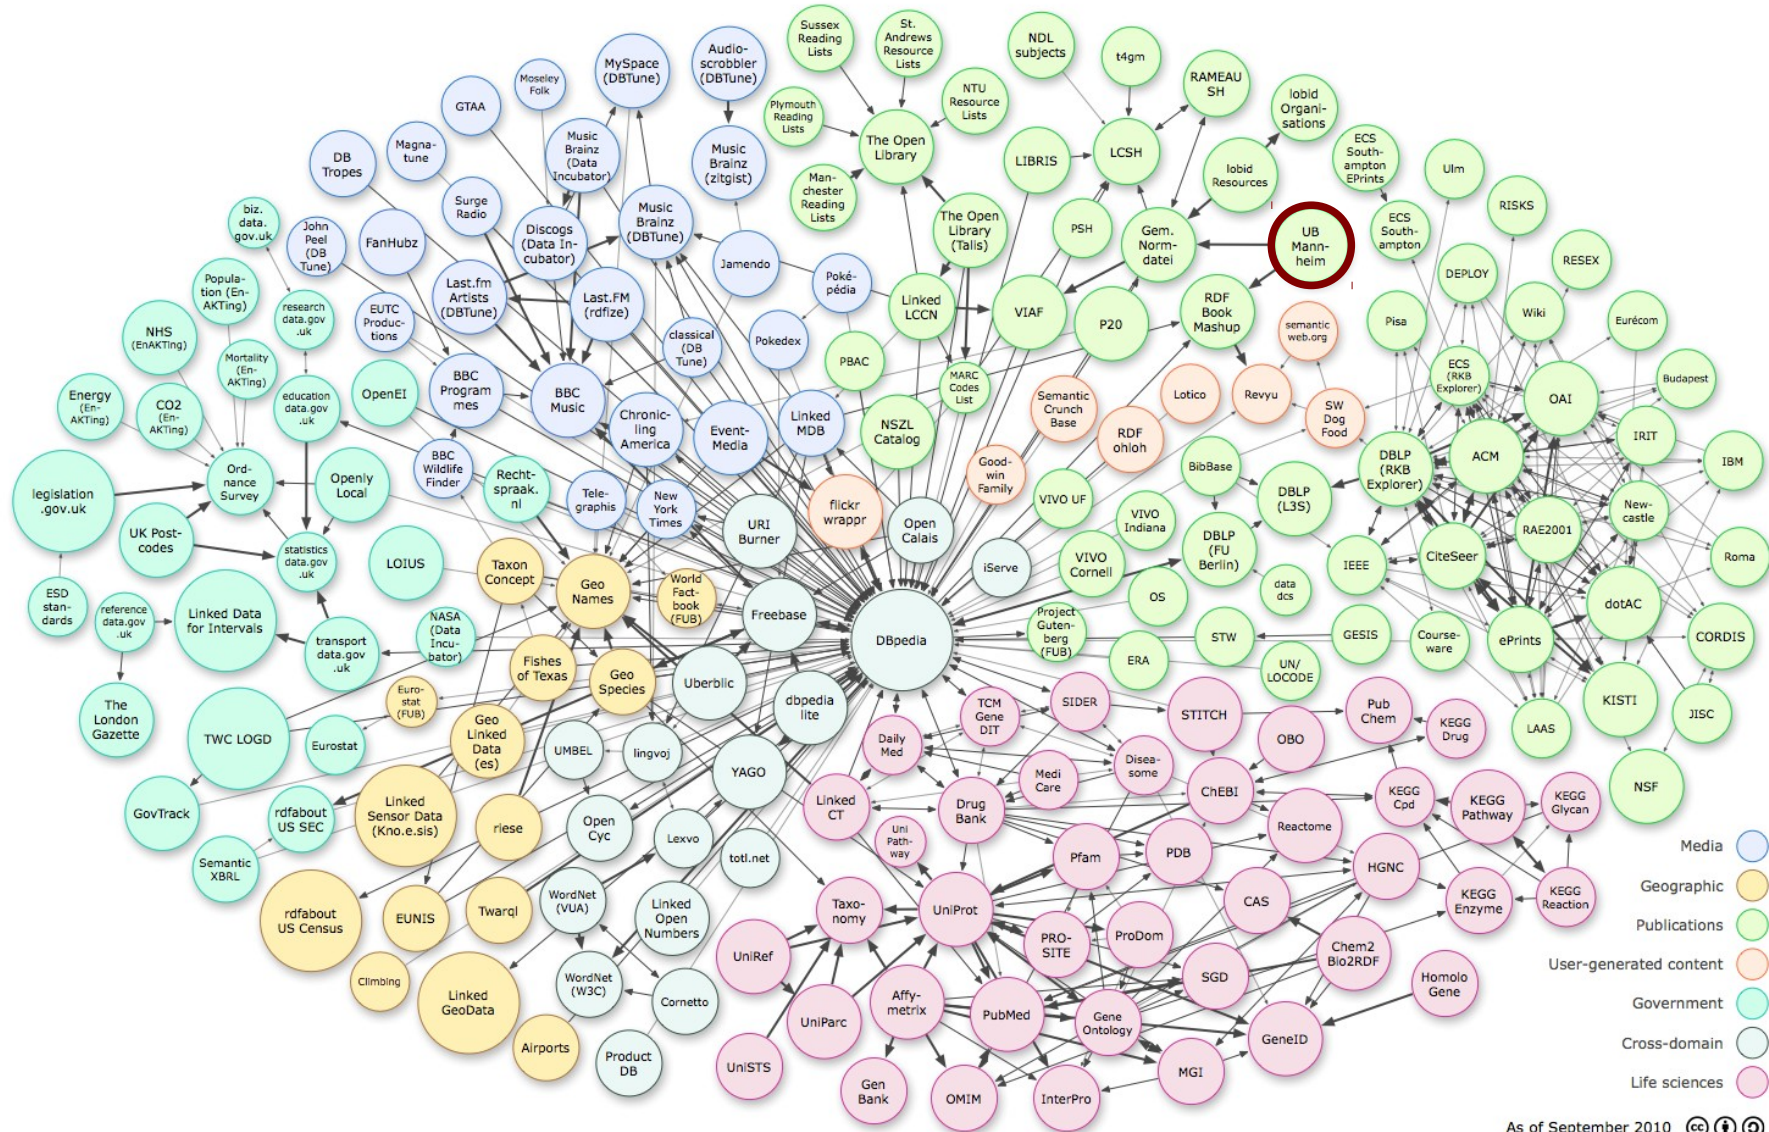 Sussex
Reading
Lists
St.
Andrews
Resource
Lists
NDL
subjects
t4gm
RAMEAU
SH
lobid
Organi-
sations
Audio-
scrobbler
(DBTune)
MySpace
(DBTune)
Moseley
Folk
GTAA
Plymouth
Reading
Lists
NTU
Resource
Lists
The Open
Library
LIBRIS
LCSH
lobid
Resources
ECS
South-
ampton
EPrints
Ulm
RISKS
Magna-
tune
DB
Tropes
Music
Brainz
(Data
Incubator)
Music
Brainz
(zitgist)
Man-
chester
Reading
Lists
The Open
Library
(Talis)
PSH
Gem.
Norm-
datei
UB
Mann-
heim
ECS
South-
ampton
biz.
data.
gov.uk
John
Peel
(DB
Tune)
FanHubz
Surge
Radio
Discogs
(Data In-
cubator)
Music
Brainz
(DBTune)
Jamendo
Poké-
pédia
Linked
LCCN
VIAF
P20
RDF
Book
Mashup
semantic
web.org
DEPLOY
RESEX
Popula-
tion (En-
AKTing)
research
data.gov
.uk
EUTC
Produc-
tions
Last.fm
Artists
(DBTune)
Last.FM
(rdfize)
classical
(DB
Tune)
Pokedex
PBAC
MARC
Codes
List
Pisa
Wiki
Eurécom
NHS
(EnAKTing)
Mortality
(En-
AKTing)
Energy
(En-
AKTing)
CO2
(En-
AKTing)
education
data.gov
.uk
OpenEI
BBC
Program
mes
BBC
Music
Chronic-
ling
America
Event-
Media
Linked
MDB
NSZL
Catalog
Semantic
Crunch
Base
RDF
ohloh
Lotico
Revyu
SW
Dog
Food
ECS
(RKB
Explorer)
OAI
Budapest
legislation
.gov.uk
Ord-
nance
Survey
Openly
Local
BBC
Wildlife
Finder
Recht-
spraak.
nl
Tele-
graphis
New
York
Times
URI
Burner
flickr
wrappr
Open
Calais
Good-
win
Family
VIVO UF
VIVO
Indiana
BibBase
DBLP
(L3S)
DBLP
(RKB
Explorer)
ACM
IRIT
IBM
UK Post-
codes
statistics
data.gov
.uk
LOIUS
Taxon
Concept
Geo
Names
World
Fact-
book
(FUB)
Freebase
iServe
VIVO
Cornell
DBLP
(FU
Berlin)
data
dcs
IEEE
CiteSeer
RAE2001
New-
castle
Roma
ESD
stan-
dards
reference
data.gov
.uk
Linked Data
for Intervals
transport
data.gov
.uk
NASA
(Data
Incu-
bator)
Fishes
of Texas
Geo
Species
Uberblic
dbpedia
lite
DBpedia
Project
Guten-
berg
(FUB)
OS
ERA
STW
UN/
LOCODE
GESIS
Course-
ware
ePrints
dotAC
CORDIS
The
London
Gazette
TWC LOGD
Eurostat
Euro-
stat
(FUB)
Geo
Linked
Data
(es)
UMBEL
lingvoj
YAGO
Daily
Med
TCM
Gene
DIT
SIDER
STITCH
OBO
Pub
Chem
KEGG
Drug
LAAS
KISTI
JISC
NSF
GovTrack
rdfabout
US SEC
Linked
Sensor Data
(Kno.e.sis)
riese
Open
Cyc
Lexvo
totl.net
Linked
CT
Uni
Path-
way
Drug
Bank
Medi
Care
Disea-
some
ChEBI
Reactome
KEGG
Cpd
KEGG
Pathway
KEGG
Glycan
Semantic
XBRL
rdfabout
US Census
EUNIS
Twarql
WordNet
(VUA)
Linked
Open
Numbers
Taxo-
nomy
UniProt
Pfam
PDB
HGNC
CAS
KEGG
Enzyme
KEGG
Reaction
Climbing
Linked
GeoData
WordNet
(W3C)
Cornetto
UniRef
PRO-
SITE
ProDom
SGD
Chem2
Bio2RDF
Homolo
Gene
Airports
Product
DB
UniParc
Affy-
metrix
PubMed
Gene
Ontology
GeneID
UniSTS
Gen
Bank
OMIM
InterPro
MGI
Media
Geographic
Publications
User-generated content
Government
Cross-domain
Life sciences
As of September 2010
cc